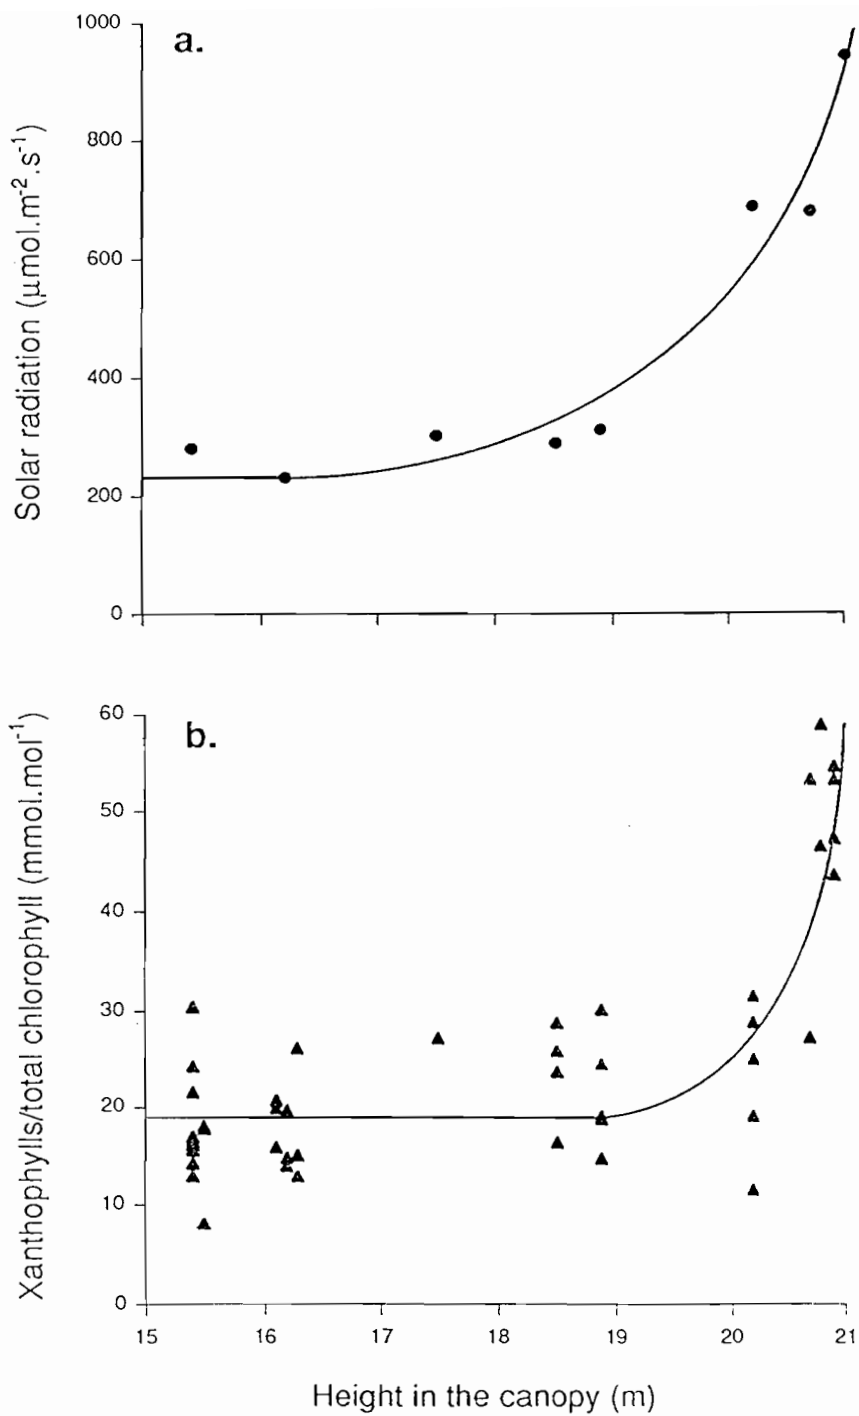 a.
1000
800
600
400
200
0
Solar radiation (μmol.m⁻².s⁻¹)
b.
60
50
40
30
20
10
0
Xanthophylls/total chlorophyll (mmol.mol⁻¹)
15 16 17 18 19 20 21
Height in the canopy (m)